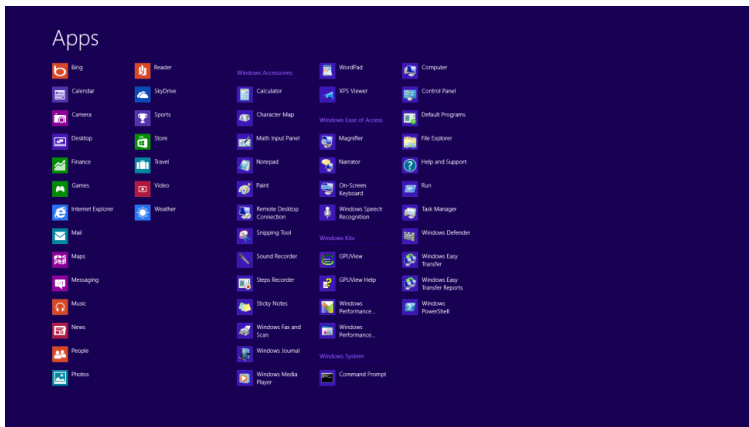 Apps
Bing
Calendar
Camera
Desktop
Finance
Games
Internet Explorer
Mail
Maps
Messaging
Music
News
People
Photos
Reader
SkyDrive
Sports
Store
Travel
Video
Weather
Windows Accessories
Calculator
Character Map
Math Input Panel
Notepad
Paint
Remote Desktop
Connection
Snipping Tool
Sound Recorder
Steps Recorder
Sticky Notes
Windows Fax and
Scan
Windows Journal
Windows Media
Player
WordPad
XPS Viewer
Windows Ease of Access
Magnifier
Narrator
On-Screen
Keyboard
Windows Speech
Recognition
Windows Kits
GPUView
GPUView Help
Windows
Performance...
Windows
Performance...
Windows System
Command Prompt
Computer
Control Panel
Default Programs
File Explorer
Help and Support
Run
Task Manager
Windows Defender
Windows Easy
Transfer
Windows Easy
Transfer Reports
Windows
PowerShell